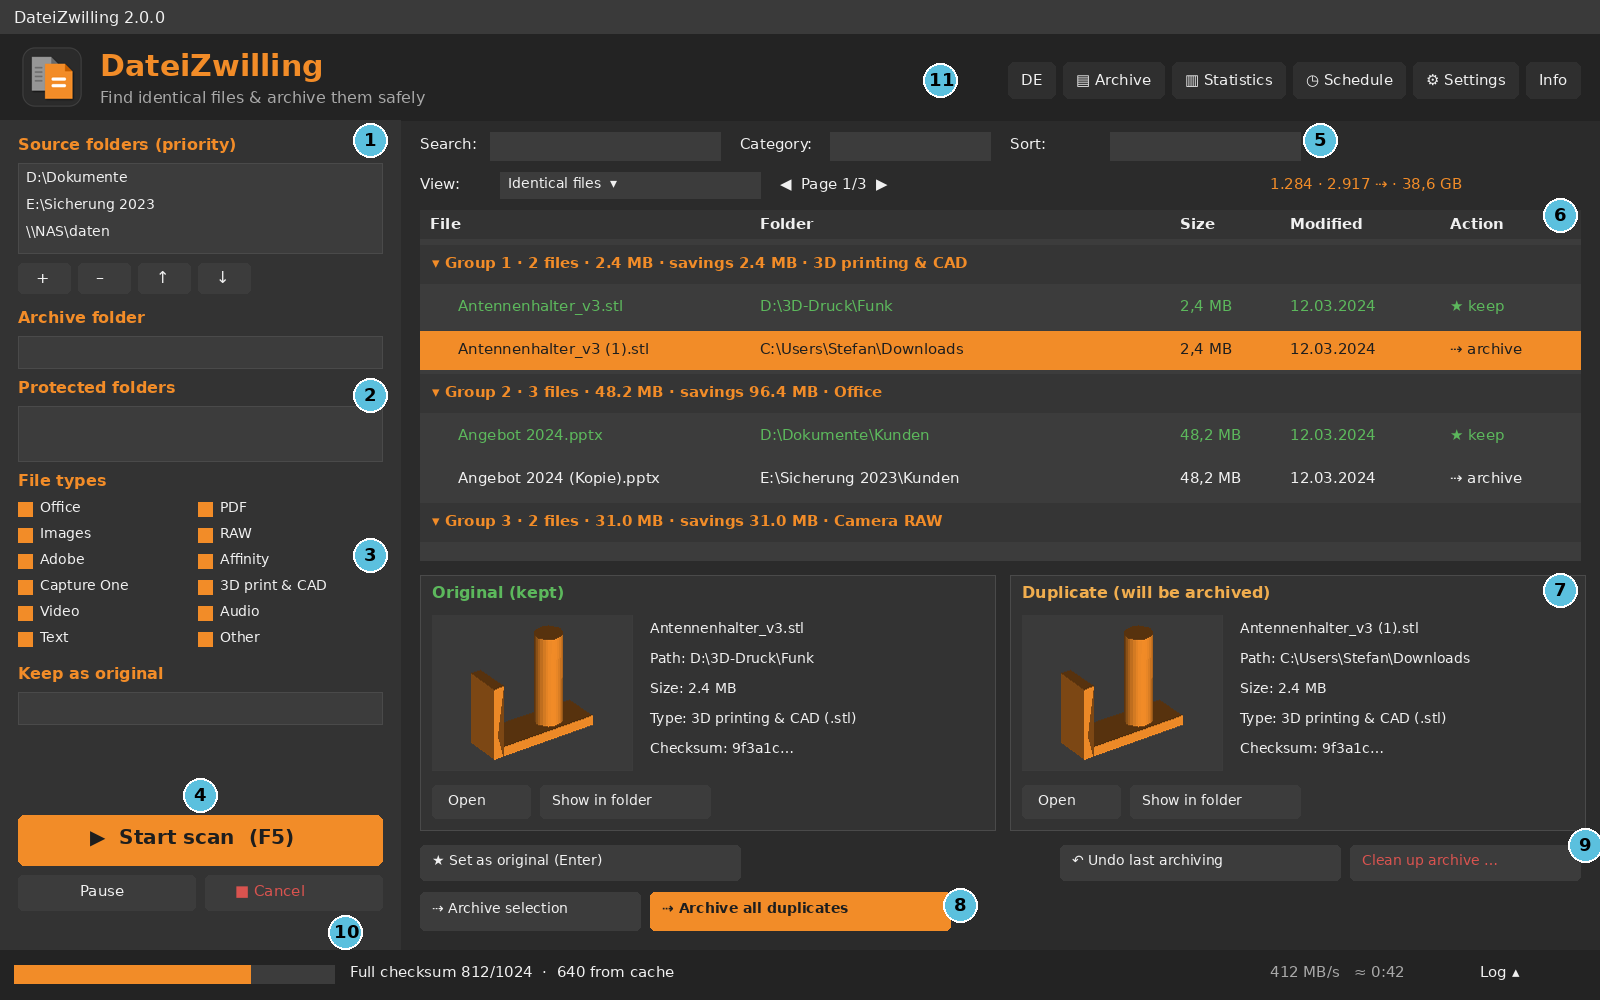 DateiZwilling 2.0.0
DateiZwilling
Find identical files & archive them safely
11
DE
▤ Archive
▥ Statistics
◷ Schedule
⚙ Settings
Info
Source folders (priority)
1
D:\Dokumente
E:\Sicherung 2023
\\NAS\daten
+
–
↑
↓
Archive folder
Protected folders
2
File types
Office
PDF
Images
RAW
Adobe
Affinity
3
Capture One
3D print & CAD
Video
Audio
Text
Other
Keep as original
4
▶ Start scan (F5)
Pause
■ Cancel
10
Search:
Category:
Sort:
5
View:
Identical files ▾
◀ Page 1/3 ▶
1.284 · 2.917 ⇢ · 38,6 GB
6
File Folder Size Modified Action
▾ Group 1 · 2 files · 2.4 MB · savings 2.4 MB · 3D printing & CAD
Antennenhalter_v3.stl D:\3D-Druck\Funk 2,4 MB 12.03.2024 ★ keep
Antennenhalter_v3 (1).stl C:\Users\Stefan\Downloads 2,4 MB 12.03.2024 ⇢ archive
▾ Group 2 · 3 files · 48.2 MB · savings 96.4 MB · Office
Angebot 2024.pptx D:\Dokumente\Kunden 48,2 MB 12.03.2024 ★ keep
Angebot 2024 (Kopie).pptx E:\Sicherung 2023\Kunden 48,2 MB 12.03.2024 ⇢ archive
▾ Group 3 · 2 files · 31.0 MB · savings 31.0 MB · Camera RAW
Original (kept)
Antennenhalter_v3.stl
Path: D:\3D-Druck\Funk
Size: 2.4 MB
Type: 3D printing & CAD (.stl)
Checksum: 9f3a1c…
Open
Show in folder
Duplicate (will be archived)
7
Antennenhalter_v3 (1).stl
Path: C:\Users\Stefan\Downloads
Size: 2.4 MB
Type: 3D printing & CAD (.stl)
Checksum: 9f3a1c…
Open
Show in folder
★ Set as original (Enter)
↶ Undo last archiving
Clean up archive …
9
⇢ Archive selection
⇢ Archive all duplicates
8
Full checksum 812/1024 · 640 from cache
412 MB/s ≈ 0:42
Log ▴